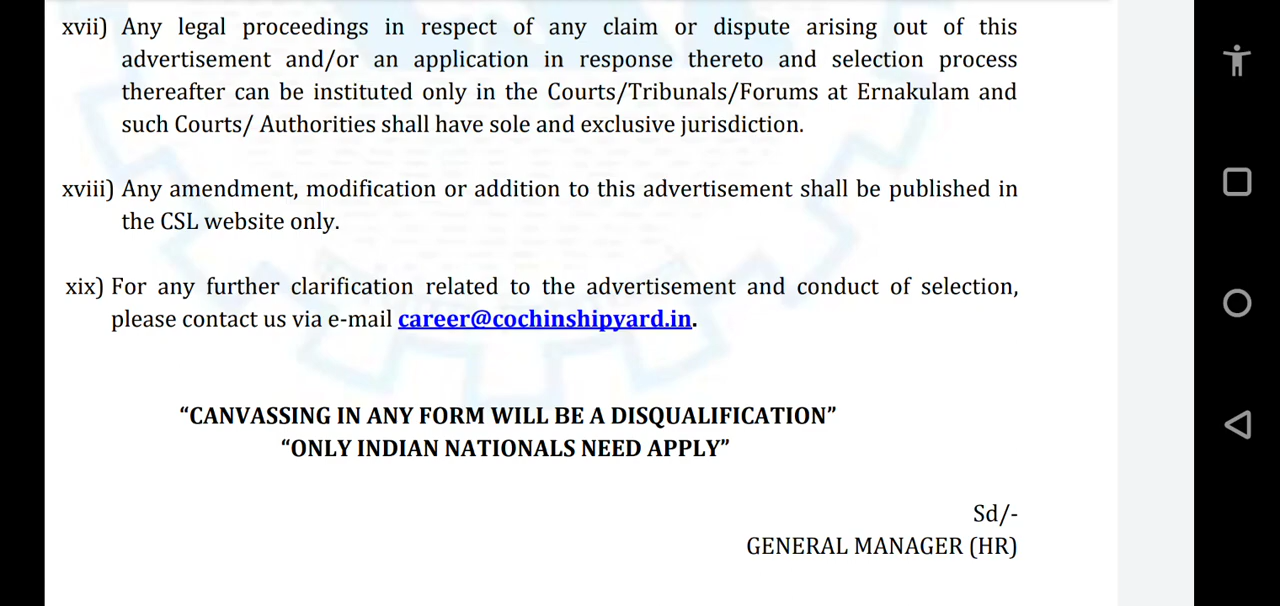 xvii) Any legal proceedings in respect of any claim or dispute arising out of this
advertisement and/or an application in response thereto and selection process
thereafter can be instituted only in the Courts/Tribunals/Forums at Ernakulam and
such Courts/ Authorities shall have sole and exclusive jurisdiction.
xviii) Any amendment, modification or addition to this advertisement shall be published in
the CSL website only.
xix) For any further clarification related to the advertisement and conduct of selection,
please contact us via e-mail career@cochinshipyard.in.
“CANVASSING IN ANY FORM WILL BE A DISQUALIFICATION”
“ONLY INDIAN NATIONALS NEED APPLY”
Sd/-
GENERAL MANAGER (HR)